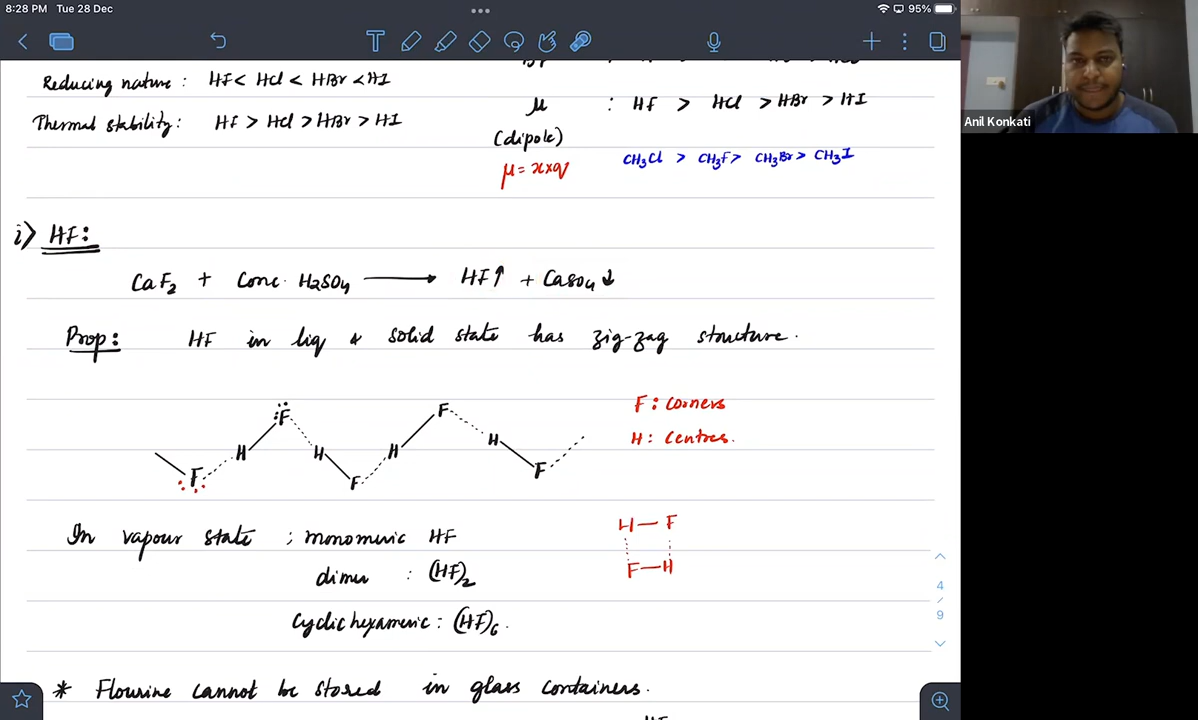 8:28 PM Tue 28 Dec
95%
Anil Konkati
Reducing nature : HF < HCl < HBr < HI
Thermal stability : HF > HCl > HBr > HI
μ : HF > HCl > HBr > HI
(dipole)
μ = x×q
CH3Cl > CH3F > CH3Br > CH3I
i) HF:
CaF2 + Conc. H2SO4 → HF↑ + CaSO4↓
Prop: HF in liq & solid state has zig-zag structure.
F H F H F H F H F
F : Corners
H : Centres.
In vapour state ; monomeric HF
dimer : (HF)2
Cyclic hexameric : (HF)6.
H — F
F — H
4
/
9
* Flourine cannot be stored in glass containers.
HF